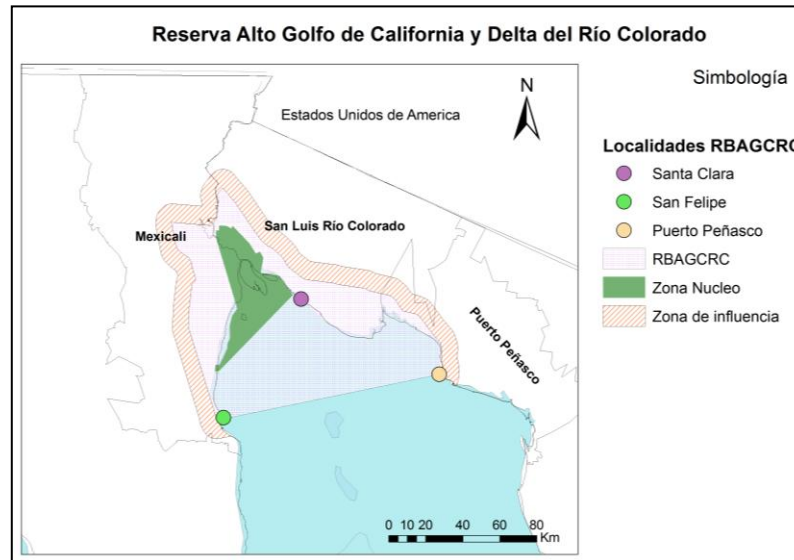 Reserva Alto Golfo de California y Delta del Río Colorado
Simbología
N
Estados Unidos de America
Localidades RBAGCRC
Santa Clara
San Felipe
Puerto Peñasco
RBAGCRC
Zona Nucleo
Zona de influencia
San Luis Río Colorado
Mexicali
Puerto Peñasco
0 10 20 40 60 80
Km